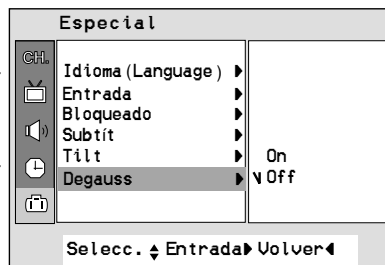 Especial
CH.
Idioma (Language) ▶
Entrada ▶
Bloqueado ▶
Subtít ▶
Tilt ▶ On
Degauss ▶ √ Off
Selecc. ▲▼ Entrada▶ Volver◀